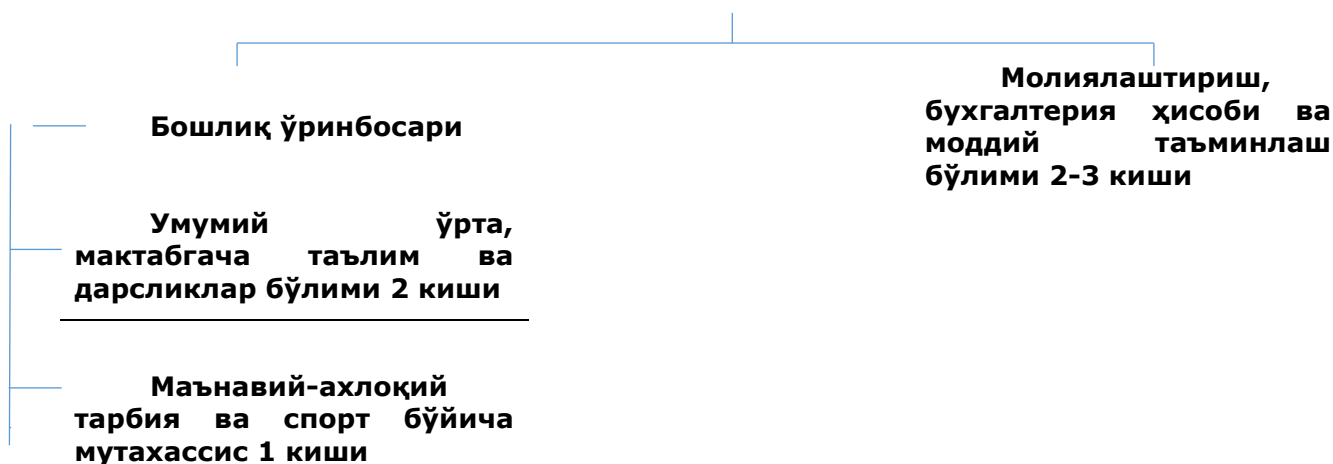 Бошлиқ ўринбосари
Умумий ўрта,
мактабгача таълим ва
дарсликлар бўлими 2 киши
Маънавий-ахлоқий
тарбия ва спорт бўйича
мутахассис 1 киши
Молиялаштириш,
бухгалтерия ҳисоби ва
моддий таъминлаш
бўлими 2-3 киши